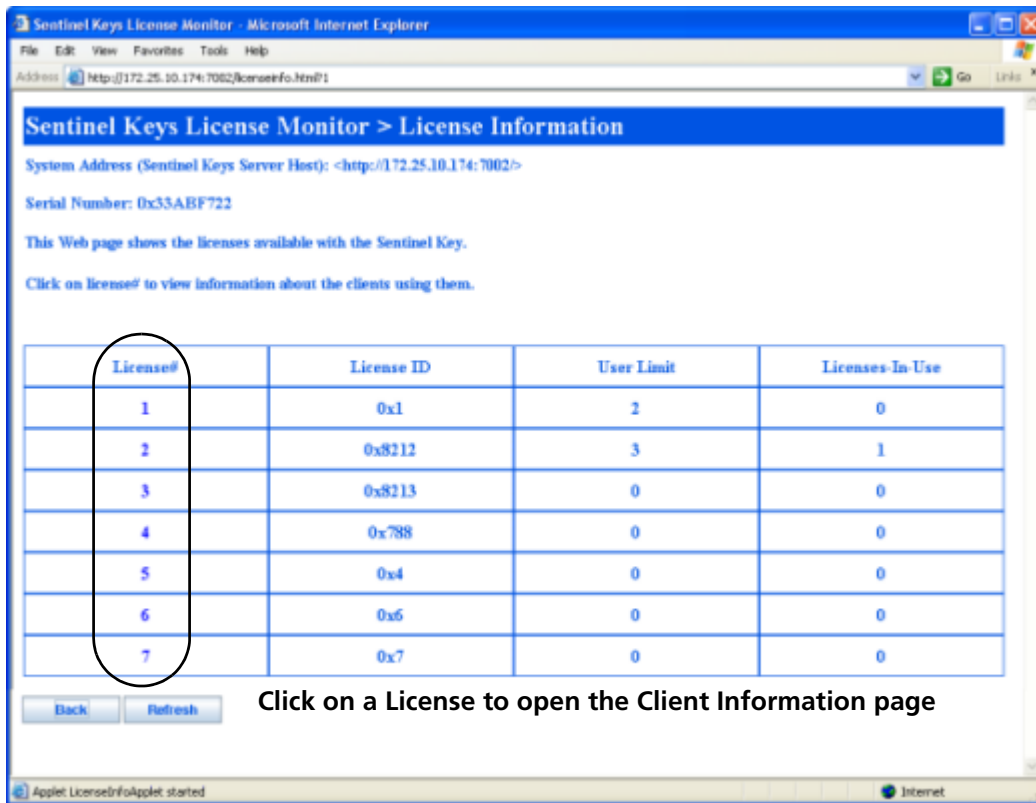 Sentinel Keys License Monitor - Microsoft Internet Explorer
File Edit View Favorites Tools Help
Address http://172.25.10.174:7002/licenseinfo.html?1 Go Links »
Sentinel Keys License Monitor > License Information
System Address (Sentinel Keys Server Host): <http://172.25.10.174:7002/>
Serial Number: 0x33ABF722
This Web page shows the licenses available with the Sentinel Key.
Click on license# to view information about the clients using them.
License# License ID User Limit Licenses-In-Use
1 0x1 2 0
2 0x8212 3 1
3 0x8213 0 0
4 0x788 0 0
5 0x4 0 0
6 0x6 0 0
7 0x7 0 0
Back Refresh Click on a License to open the Client Information page
Applet LicenseInfoApplet started Internet